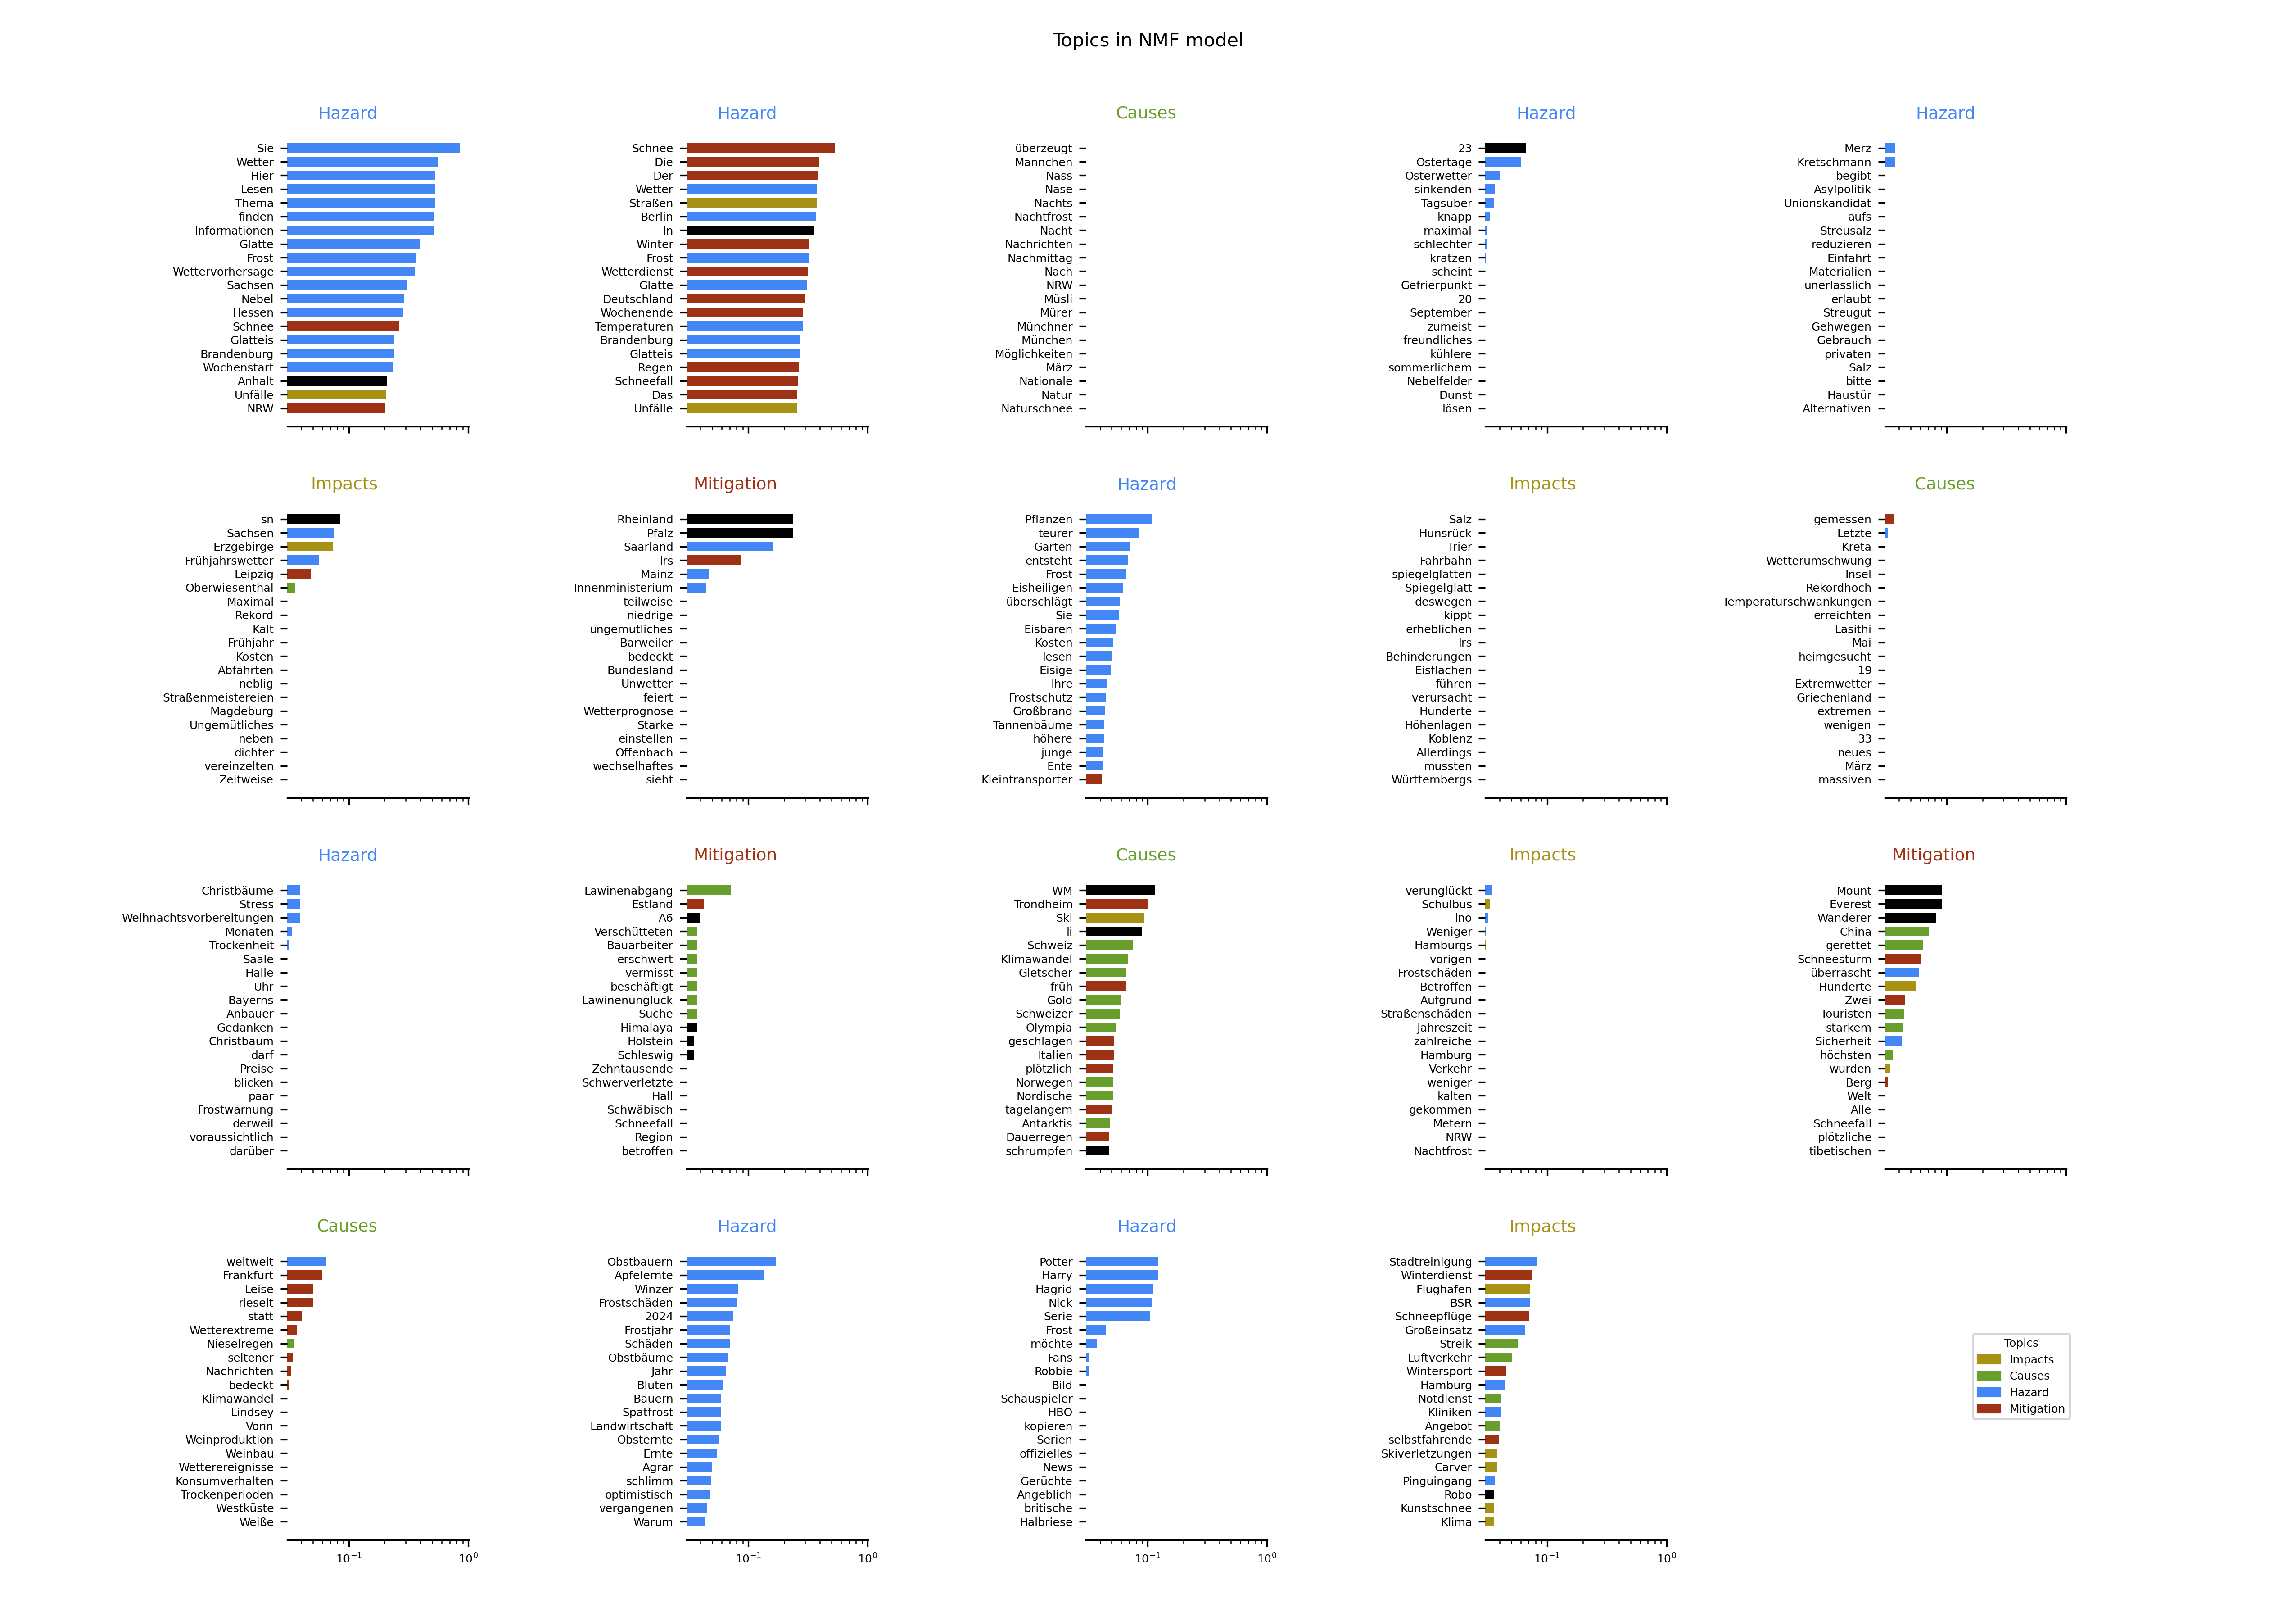 Topics in NMF model
Hazard
Sie
Wetter
Hier
Lesen
Thema
finden
Informationen
Glätte
Frost
Wettervorhersage
Sachsen
Nebel
Hessen
Schnee
Glatteis
Brandenburg
Wochenstart
Anhalt
Unfälle
NRW
Hazard
Schnee
Die
Der
Wetter
Straßen
Berlin
In
Winter
Frost
Wetterdienst
Glätte
Deutschland
Wochenende
Temperaturen
Brandenburg
Glatteis
Regen
Schneefall
Das
Unfälle
Causes
überzeugt
Männchen
Nass
Nase
Nachts
Nachtfrost
Nacht
Nachrichten
Nachmittag
Nach
NRW
Müsli
Mürer
Münchner
München
Möglichkeiten
März
Nationale
Natur
Naturschnee
Hazard
23
Ostertage
Osterwetter
sinkenden
Tagsüber
knapp
maximal
schlechter
kratzen
scheint
Gefrierpunkt
20
September
zumeist
freundliches
kühlere
sommerlichem
Nebelfelder
Dunst
lösen
Hazard
Merz
Kretschmann
begibt
Asylpolitik
Unionskandidat
aufs
Streusalz
reduzieren
Einfahrt
Materialien
unerlässlich
erlaubt
Streugut
Gehwegen
Gebrauch
privaten
Salz
bitte
Haustür
Alternativen
Impacts
sn
Sachsen
Erzgebirge
Frühjahrswetter
Leipzig
Oberwiesenthal
Maximal
Rekord
Kalt
Frühjahr
Kosten
Abfahrten
neblig
Straßenmeistereien
Magdeburg
Ungemütliches
neben
dichter
vereinzelten
Zeitweise
Mitigation
Rheinland
Pfalz
Saarland
lrs
Mainz
Innenministerium
teilweise
niedrige
ungemütliches
Barweiler
bedeckt
Bundesland
Unwetter
feiert
Wetterprognose
Starke
einstellen
Offenbach
wechselhaftes
sieht
Hazard
Pflanzen
teurer
Garten
entsteht
Frost
Eisheiligen
überschlägt
Sie
Eisbären
Kosten
lesen
Eisige
Ihre
Frostschutz
Großbrand
Tannenbäume
höhere
junge
Ente
Kleintransporter
Impacts
Salz
Hunsrück
Trier
Fahrbahn
spiegelglatten
Spiegelglatt
deswegen
kippt
erheblichen
lrs
Behinderungen
Eisflächen
führen
verursacht
Hunderte
Höhenlagen
Koblenz
Allerdings
mussten
Württembergs
Causes
gemessen
Letzte
Kreta
Wetterumschwung
Insel
Rekordhoch
Temperaturschwankungen
erreichten
Lasithi
Mai
heimgesucht
19
Extremwetter
Griechenland
extremen
wenigen
33
neues
März
massiven
Hazard
Christbäume
Stress
Weihnachtsvorbereitungen
Monaten
Trockenheit
Saale
Halle
Uhr
Bayerns
Anbauer
Gedanken
Christbaum
darf
Preise
blicken
paar
Frostwarnung
derweil
voraussichtlich
darüber
Mitigation
Lawinenabgang
Estland
A6
Verschütteten
Bauarbeiter
erschwert
vermisst
beschäftigt
Lawinenunglück
Suche
Himalaya
Holstein
Schleswig
Zehntausende
Schwerverletzte
Hall
Schwäbisch
Schneefall
Region
betroffen
Causes
WM
Trondheim
Ski
li
Schweiz
Klimawandel
Gletscher
früh
Gold
Schweizer
Olympia
geschlagen
Italien
plötzlich
Norwegen
Nordische
tagelangem
Antarktis
Dauerregen
schrumpfen
Impacts
verunglückt
Schulbus
lno
Weniger
Hamburgs
vorigen
Frostschäden
Betroffen
Aufgrund
Straßenschäden
Jahreszeit
zahlreiche
Hamburg
Verkehr
weniger
kalten
gekommen
Metern
NRW
Nachtfrost
Mitigation
Mount
Everest
Wanderer
China
gerettet
Schneesturm
überrascht
Hunderte
Zwei
Touristen
starkem
Sicherheit
höchsten
wurden
Berg
Welt
Alle
Schneefall
plötzliche
tibetischen
Causes
weltweit
Frankfurt
Leise
rieselt
statt
Wetterextreme
Nieselregen
seltener
Nachrichten
bedeckt
Klimawandel
Lindsey
Vonn
Weinproduktion
Weinbau
Wetterereignisse
Konsumverhalten
Trockenperioden
Westküste
Weiße
10⁻¹ 10⁰
Hazard
Obstbauern
Apfelernte
Winzer
Frostschäden
2024
Frostjahr
Schäden
Obstbäume
Jahr
Blüten
Bauern
Spätfrost
Landwirtschaft
Obsternte
Ernte
Agrar
schlimm
optimistisch
vergangenen
Warum
10⁻¹ 10⁰
Hazard
Potter
Harry
Hagrid
Nick
Serie
Frost
möchte
Fans
Robbie
Bild
Schauspieler
HBO
kopieren
Serien
offizielles
News
Gerüchte
Angeblich
britische
Halbriese
10⁻¹ 10⁰
Impacts
Stadtreinigung
Winterdienst
Flughafen
BSR
Schneepflüge
Großeinsatz
Streik
Luftverkehr
Wintersport
Hamburg
Notdienst
Kliniken
Angebot
selbstfahrende
Skiverletzungen
Carver
Pinguingang
Robo
Kunstschnee
Klima
10⁻¹ 10⁰
Topics
Impacts
Causes
Hazard
Mitigation